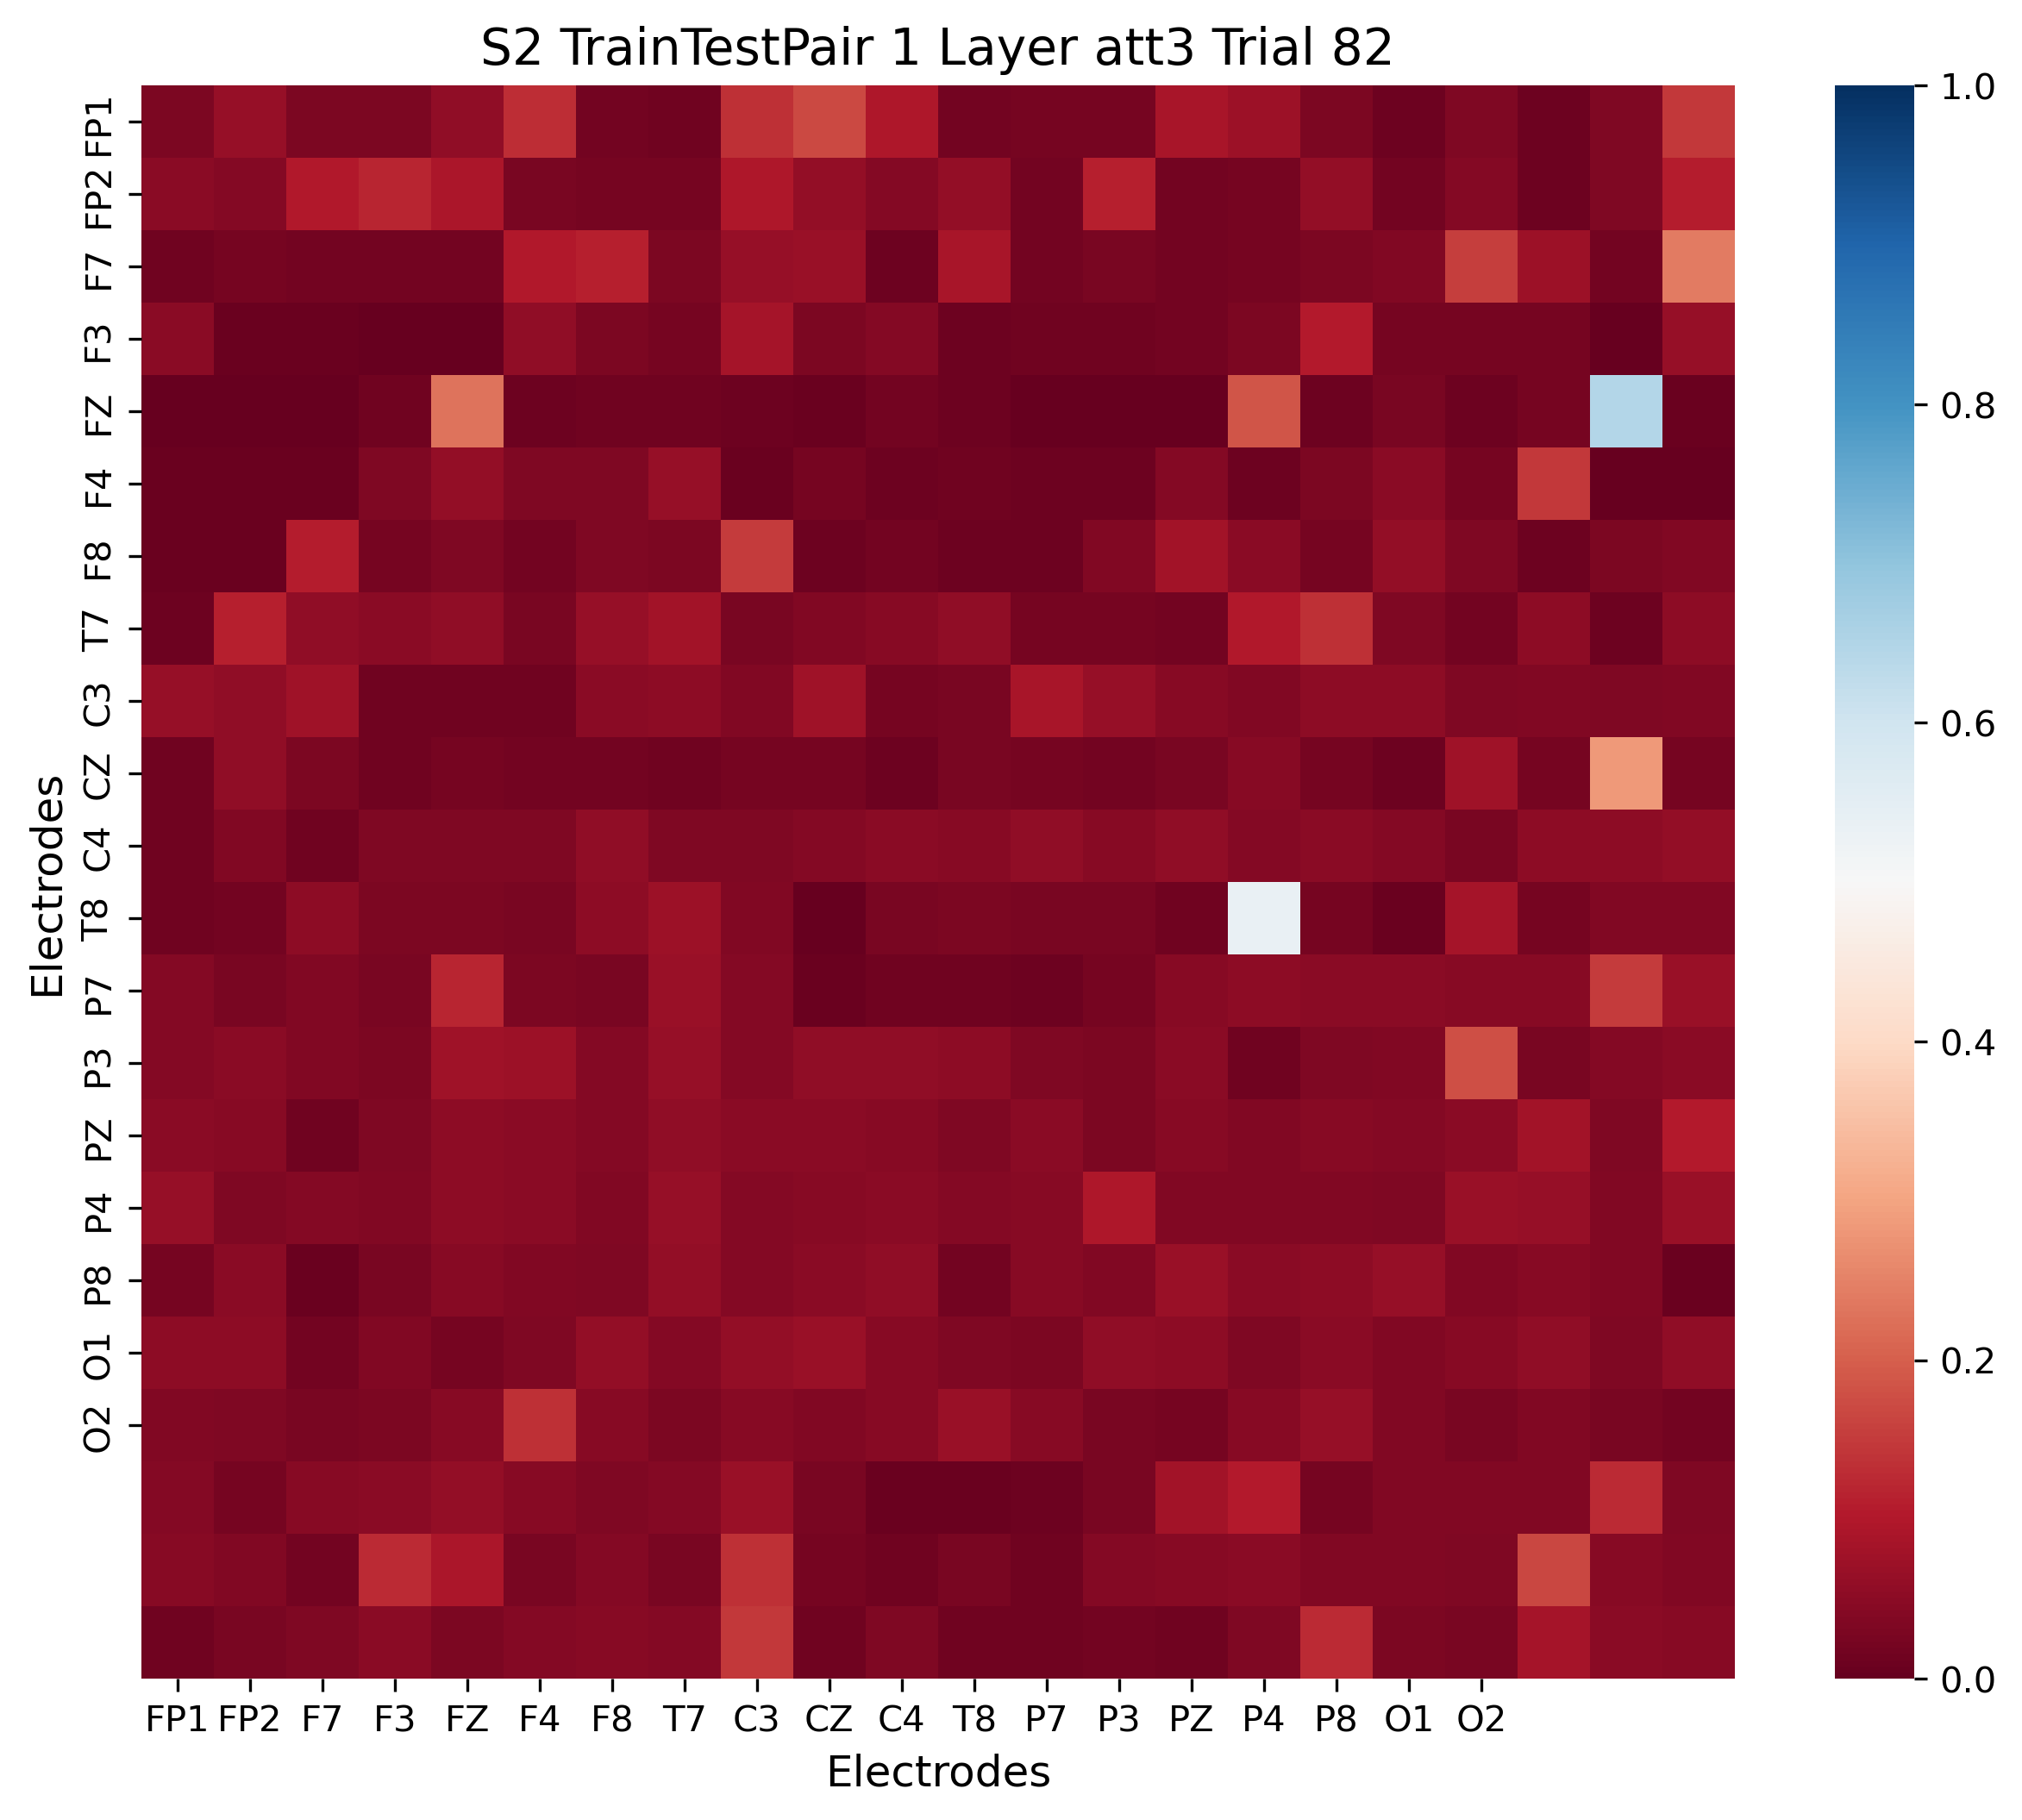 S2 TrainTestPair 1 Layer att3 Trial 82
Electrodes
FP1
FP2
F7
F3
FZ
F4
F8
T7
C3
CZ
C4
T8
P7
P3
PZ
P4
P8
O1
O2
FP1 FP2 F7 F3 FZ F4 F8 T7 C3 CZ C4 T8 P7 P3 PZ P4 P8 O1 O2
Electrodes
1.0
0.8
0.6
0.4
0.2
0.0